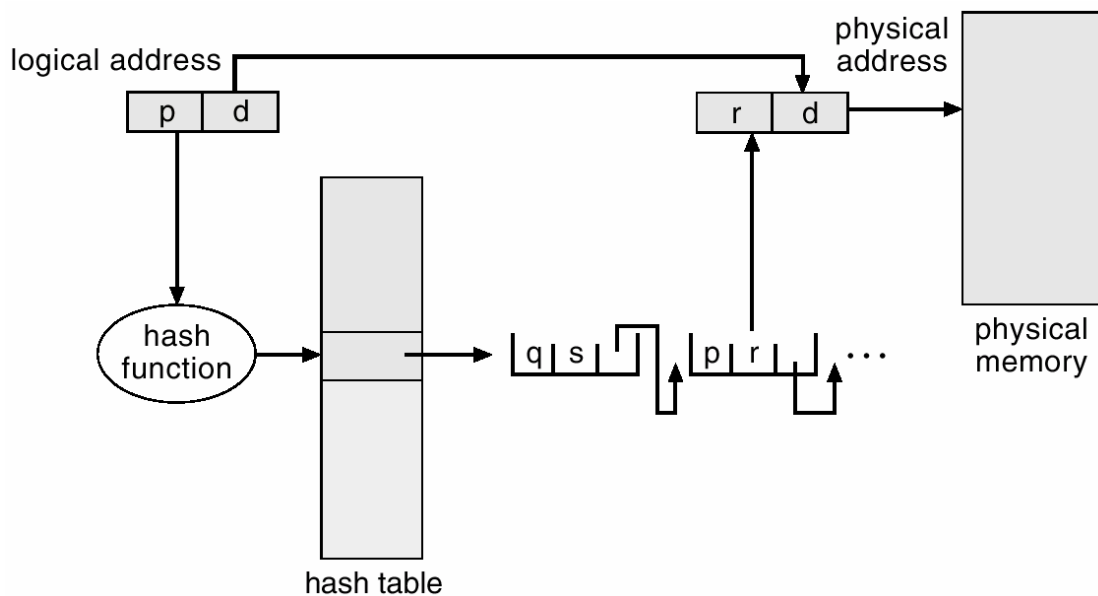 logical address
p d
physical
address
r d
hash
function
q s
p r
...
physical
memory
hash table